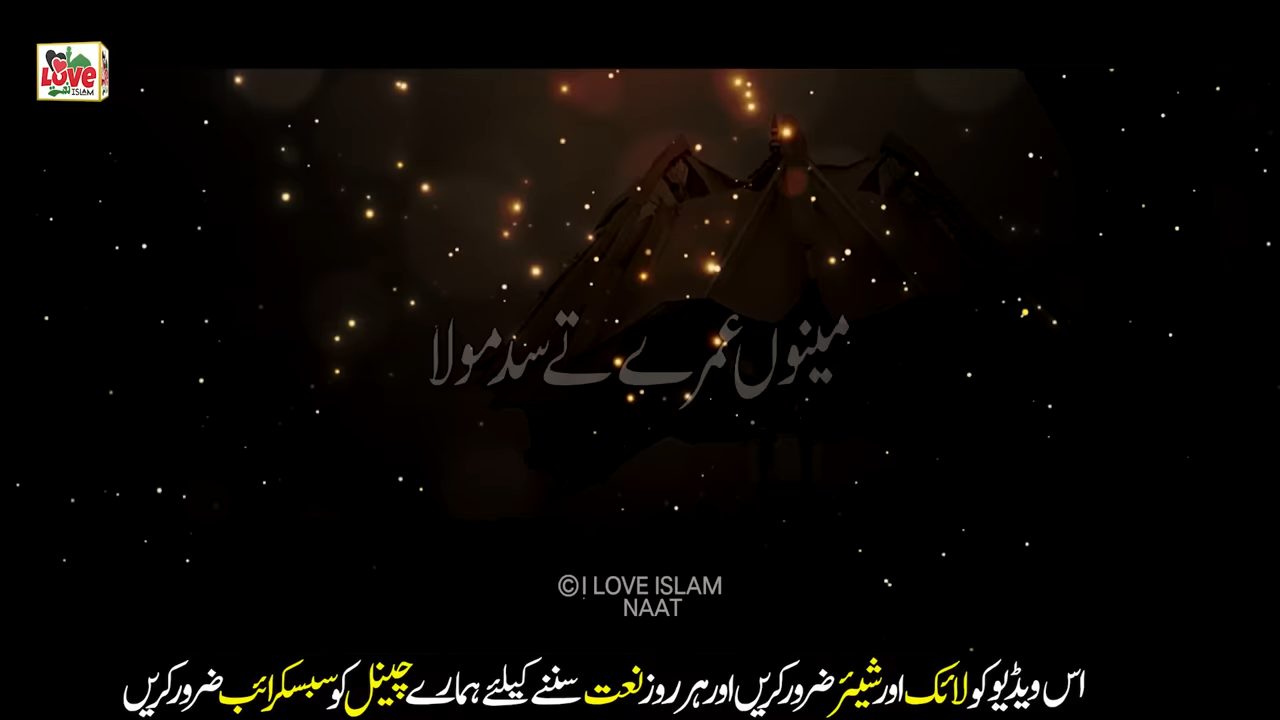 LOVE
ISLAM
مینوں عمرے تے سد مولا
©I LOVE ISLAM
NAAT
اس ویڈیو کو لائک اور شیئر ضرور کریں اور ہر روز نعت سننے کیلئے ہمارے چینل کو سبسکرائب ضرور کریں